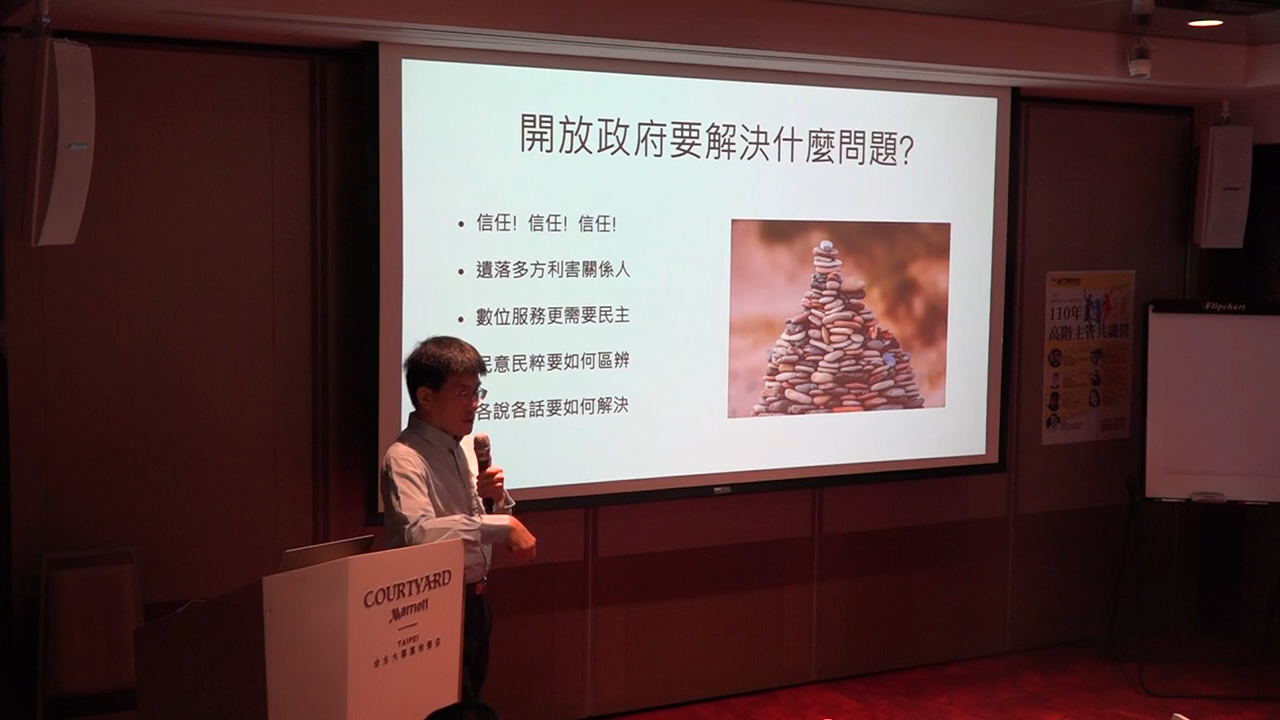 開放政府要解決什麼問題?
• 信任! 信任! 信任!
• 遺落多方利害關係人
• 數位服務更需要民主
民意民粹要如何區辨
各說各話要如何解決
110年
高階主管共識營
Flipchart
COURTYARD
Marriott
TAIPEI